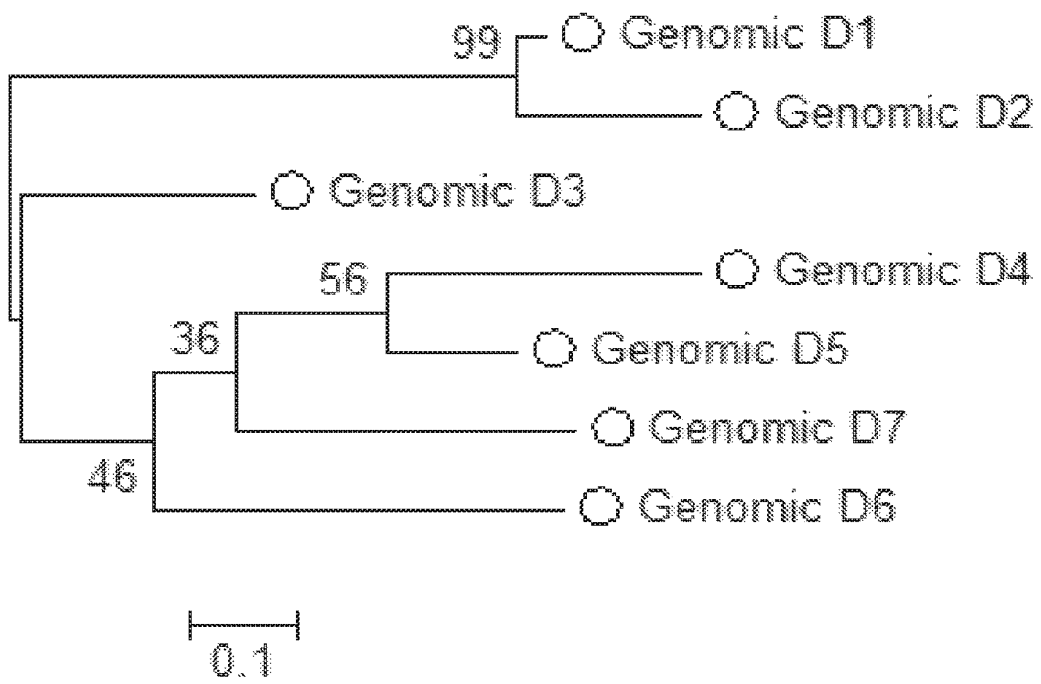 99
Genomic D1
Genomic D2
Genomic D3
56
Genomic D4
36
Genomic D5
Genomic D7
46
Genomic D6
0.1